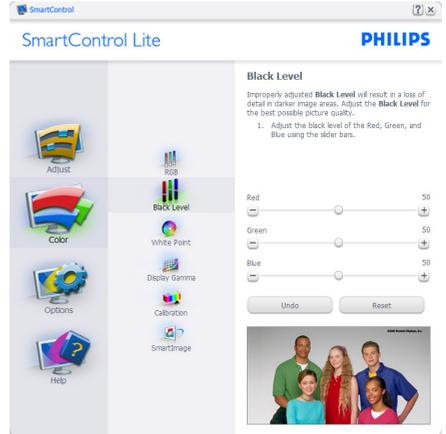 SmartControl
SmartControl Lite
PHILIPS
Adjust
Color
Options
Help
RGB
Black Level
White Point
Display Gamma
Calibration
SmartImage
Black Level
Improperly adjusted Black Level will result in a loss of
detail in darker image areas. Adjust the Black Level for
the best possible picture quality.
1. Adjust the black level of the Red, Green, and
Blue using the slider bars.
Red 50
Green 50
Blue 50
Undo Reset